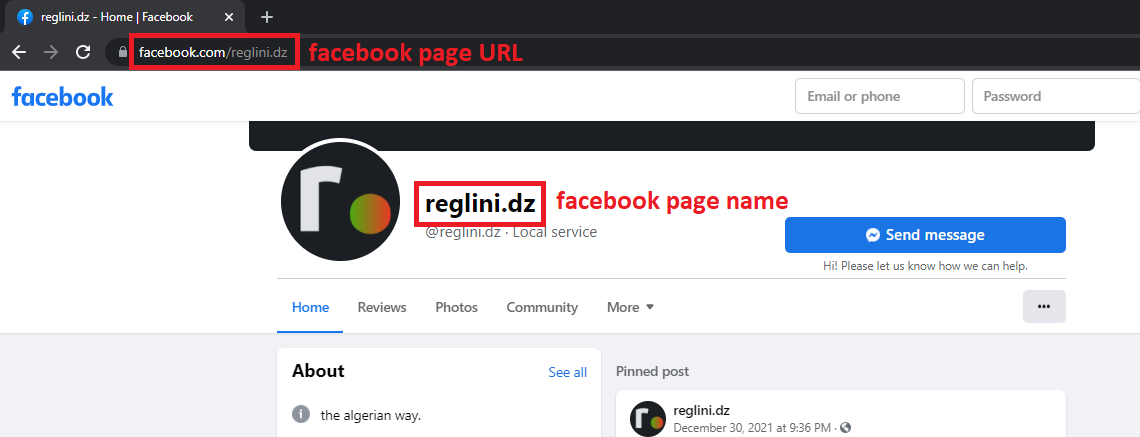 reglini.dz - Home | Facebook
facebook.com/reglini.dz
facebook page URL
facebook
Email or phone
Password
r.
reglini.dz
facebook page name
@reglini.dz · Local service
Send message
Hi! Please let us know how we can help.
Home
Reviews
Photos
Community
More
About
See all
the algerian way.
Pinned post
reglini.dz
December 30, 2021 at 9:36 PM ·